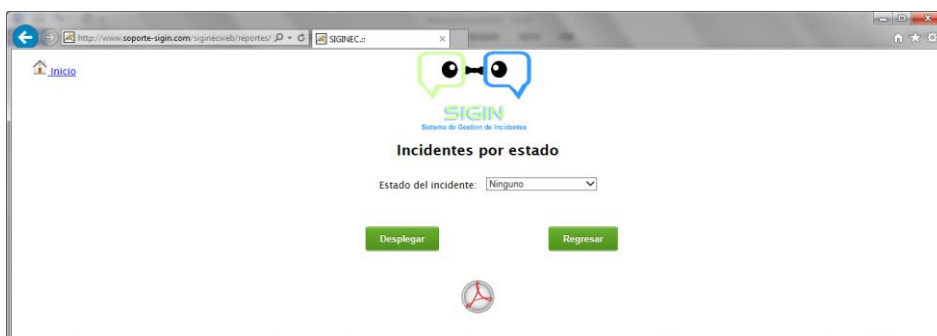 http://www.soporte-sigin.com/siginecweb/reportes/
SIGINEC.::
Inicio
SIGIN
Sistema de Gestion de Incidentes
Incidentes por estado
Estado del incidente: Ninguno
Desplegar Regresar